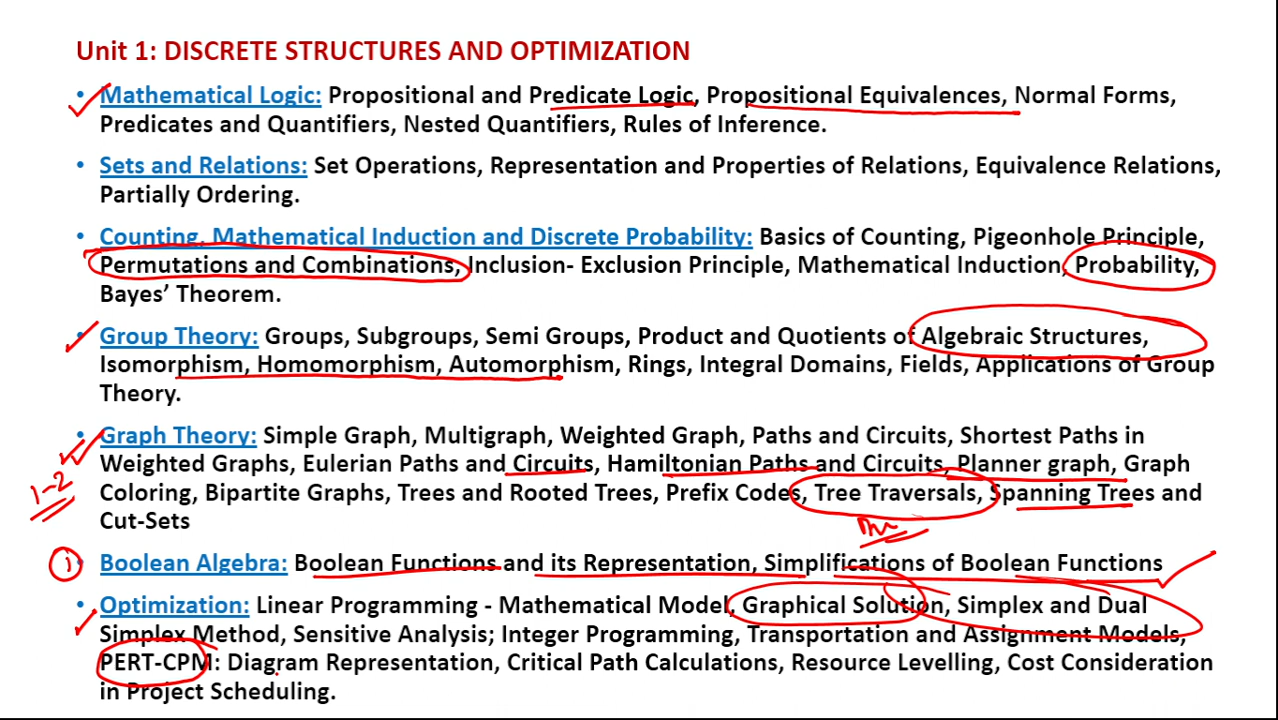 Unit 1: DISCRETE STRUCTURES AND OPTIMIZATION
• Mathematical Logic: Propositional and Predicate Logic, Propositional Equivalences, Normal Forms,
Predicates and Quantifiers, Nested Quantifiers, Rules of Inference.
• Sets and Relations: Set Operations, Representation and Properties of Relations, Equivalence Relations,
Partially Ordering.
• Counting, Mathematical Induction and Discrete Probability: Basics of Counting, Pigeonhole Principle,
Permutations and Combinations, Inclusion- Exclusion Principle, Mathematical Induction, Probability,
Bayes’ Theorem.
• Group Theory: Groups, Subgroups, Semi Groups, Product and Quotients of Algebraic Structures,
Isomorphism, Homomorphism, Automorphism, Rings, Integral Domains, Fields, Applications of Group
Theory.
• Graph Theory: Simple Graph, Multigraph, Weighted Graph, Paths and Circuits, Shortest Paths in
Weighted Graphs, Eulerian Paths and Circuits, Hamiltonian Paths and Circuits, Planner graph, Graph
1-2
Coloring, Bipartite Graphs, Trees and Rooted Trees, Prefix Codes, Tree Traversals, Spanning Trees and
Cut-Sets
• Boolean Algebra: Boolean Functions and its Representation, Simplifications of Boolean Functions
• Optimization: Linear Programming - Mathematical Model, Graphical Solution, Simplex and Dual
Simplex Method, Sensitive Analysis; Integer Programming, Transportation and Assignment Models,
PERT-CPM: Diagram Representation, Critical Path Calculations, Resource Levelling, Cost Consideration
in Project Scheduling.